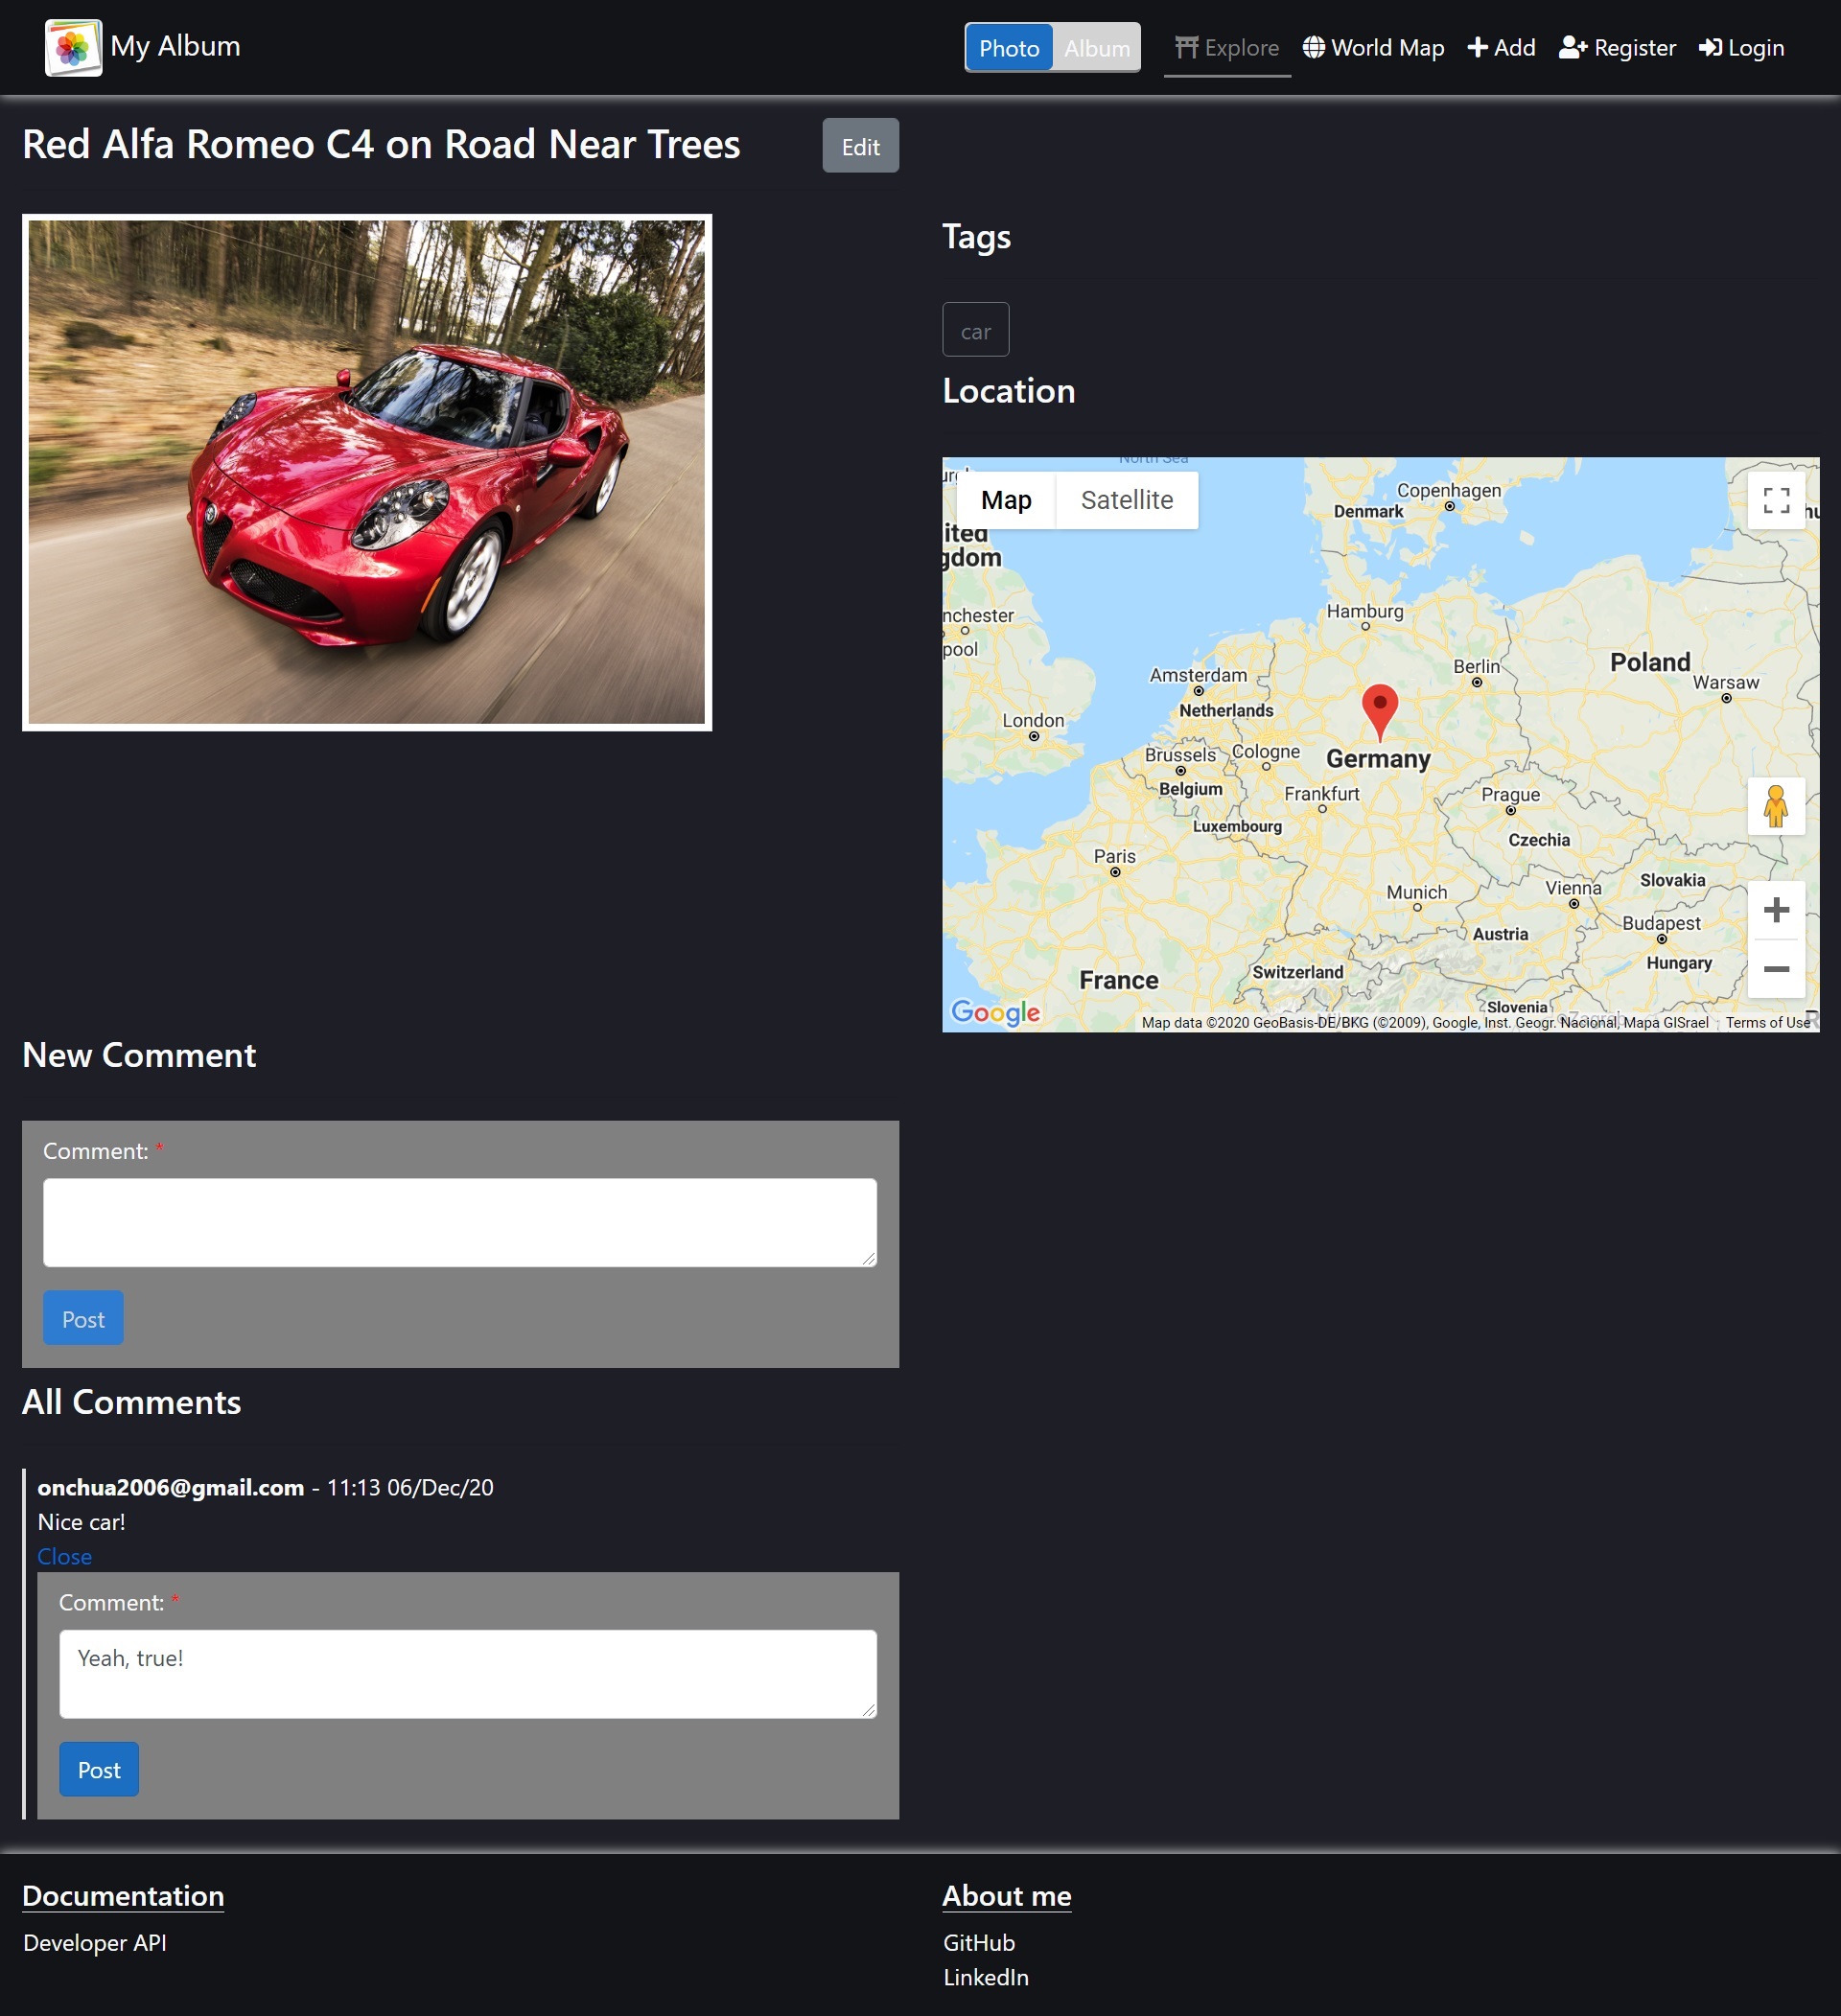 My Album
Photo Album Explore World Map Add Register Login
Red Alfa Romeo C4 on Road Near Trees
Edit
Tags
car
Location
North Sea
Map Satellite
Copenhagen
Denmark
ited
gdom
Hamburg
nchester
pool
Berlin
Poland
Amsterdam
Warsaw
Netherlands
London
Brussels
Cologne
Germany
Belgium
Frankfurt
Prague
Luxembourg
Czechia
Paris
Munich
Vienna
Slovakia
Budapest
Austria
Hungary
Switzerland
France
Slovenia
Zagreb
Google
Map data ©2020 GeoBasis-DE/BKG (©2009), Google, Inst. Geogr. Nacional, Mapa GISrael
Terms of Use
New Comment
Comment: *
Post
All Comments
onchua2006@gmail.com - 11:13 06/Dec/20
Nice car!
Close
Comment: *
Yeah, true!
Post
Documentation
Developer API
About me
GitHub
LinkedIn